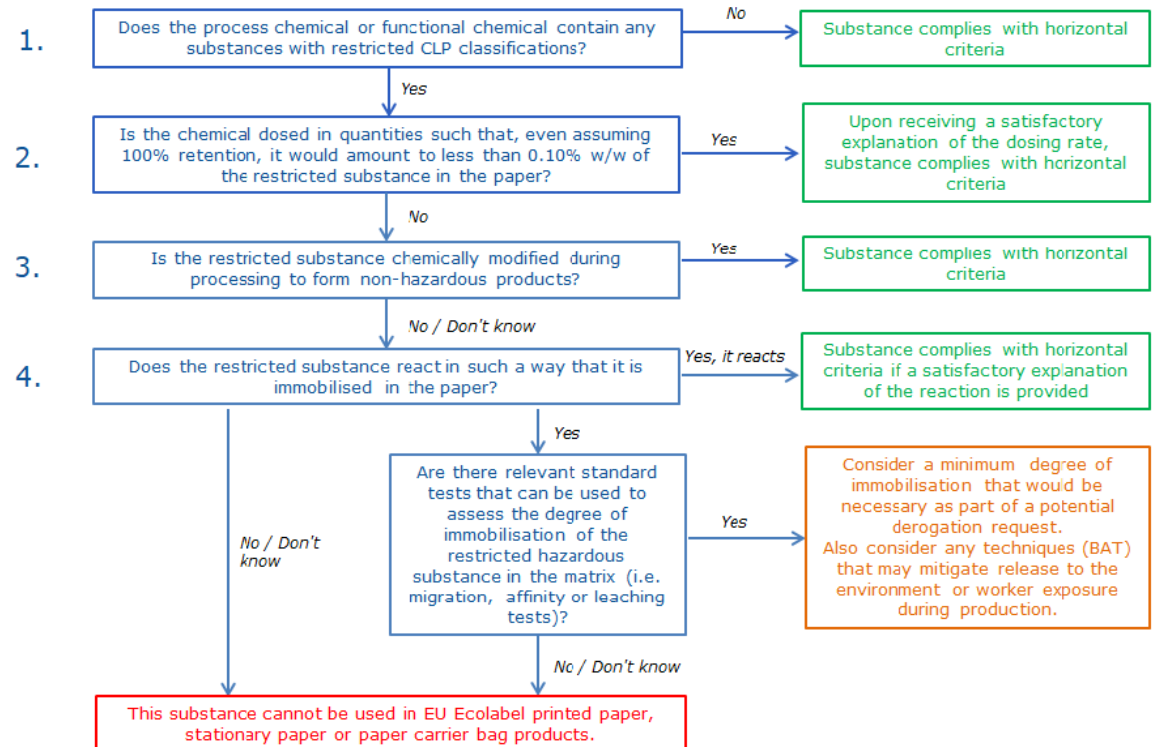 1.
Does the process chemical or functional chemical contain any
substances with restricted CLP classifications?
No
Substance complies with horizontal
criteria
Yes
2.
Is the chemical dosed in quantities such that, even assuming
100% retention, it would amount to less than 0.10% w/w of
the restricted substance in the paper?
Yes
Upon receiving a satisfactory
explanation of the dosing rate,
substance complies with horizontal
criteria
No
3.
Is the restricted substance chemically modified during
processing to form non-hazardous products?
Yes
Substance complies with horizontal
criteria
No / Don't know
4.
Does the restricted substance react in such a way that it is
immobilised in the paper?
Yes, it reacts
Substance complies with horizontal
criteria if a satisfactory explanation
of the reaction is provided
Yes
No / Don't
know
Are there relevant standard
tests that can be used to
assess the degree of
immobilisation of the
restricted hazardous
substance in the matrix (i.e.
migration, affinity or leaching
tests)?
Yes
Consider a minimum degree of
immobilisation that would be
necessary as part of a potential
derogation request.
Also consider any techniques (BAT)
that may mitigate release to the
environment or worker exposure
during production.
No / Don't know
This substance cannot be used in EU Ecolabel printed paper,
stationary paper or paper carrier bag products.